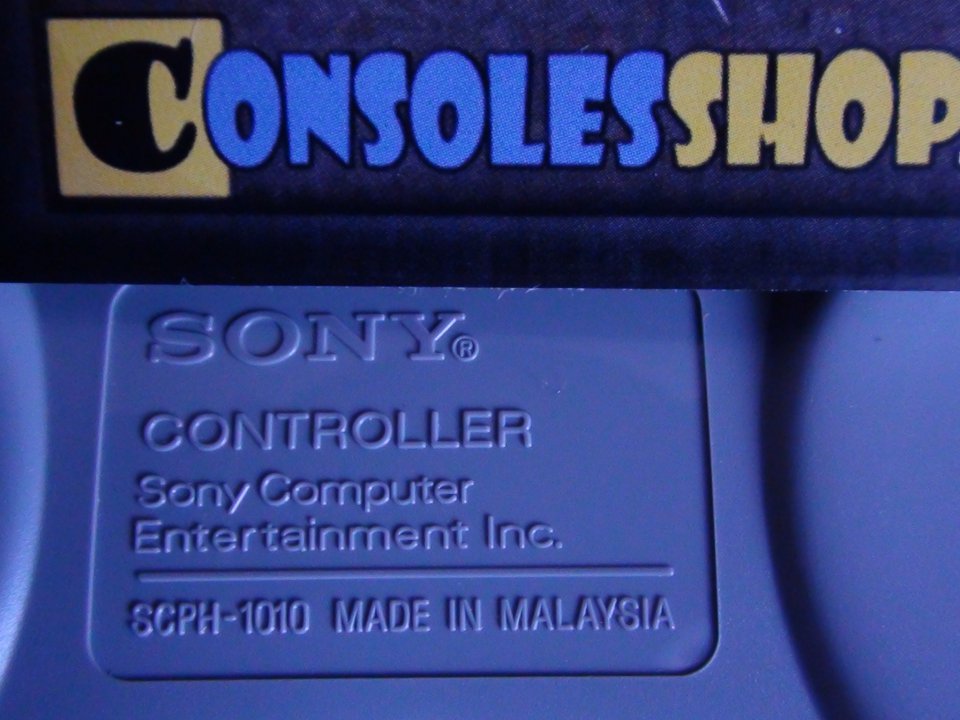 CONSOLESSHOP.
SONY®
CONTROLLER
Sony Computer
Entertainment Inc.
SCPH-1010 MADE IN MALAYSIA